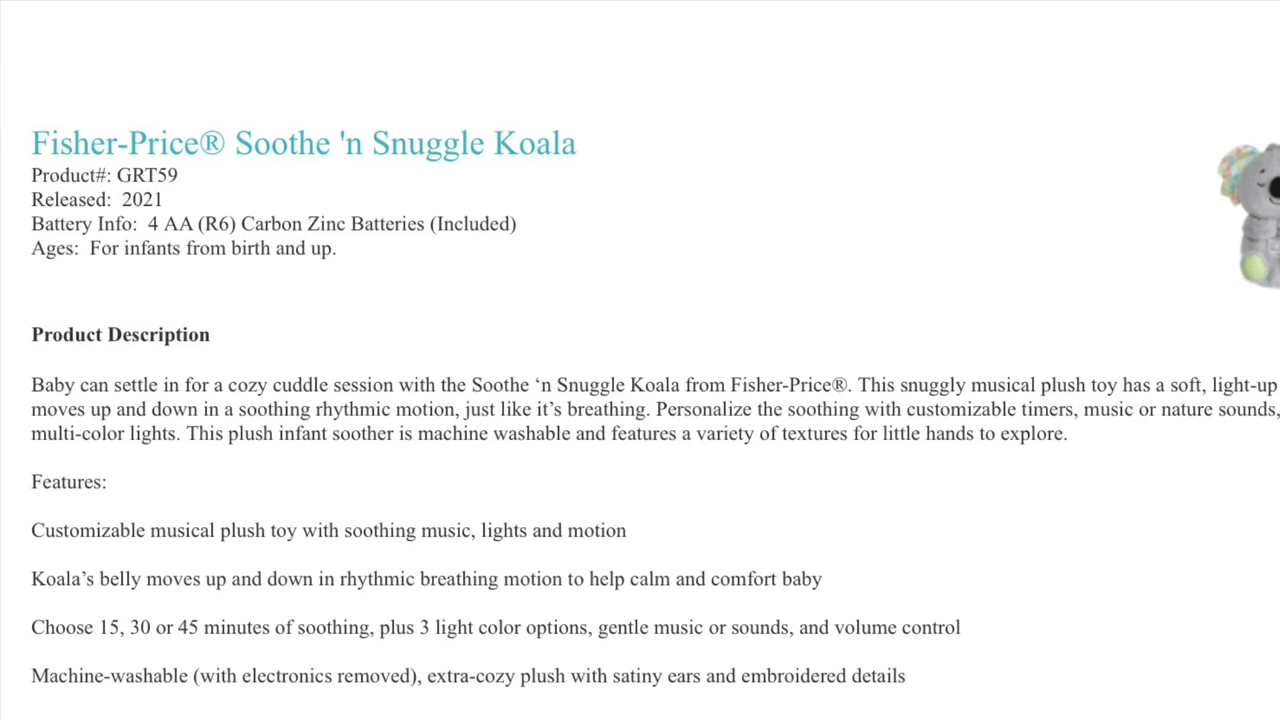 Fisher-Price® Soothe 'n Snuggle Koala
Product#: GRT59
Released:  2021
Battery Info:  4 AA (R6) Carbon Zinc Batteries (Included)
Ages:  For infants from birth and up.
Product Description
Baby can settle in for a cozy cuddle session with the Soothe ‘n Snuggle Koala from Fisher-Price®. This snuggly musical plush toy has a soft, light-up
moves up and down in a soothing rhythmic motion, just like it’s breathing. Personalize the soothing with customizable timers, music or nature sounds,
multi-color lights. This plush infant soother is machine washable and features a variety of textures for little hands to explore.
Features:
Customizable musical plush toy with soothing music, lights and motion
Koala’s belly moves up and down in rhythmic breathing motion to help calm and comfort baby
Choose 15, 30 or 45 minutes of soothing, plus 3 light color options, gentle music or sounds, and volume control
Machine-washable (with electronics removed), extra-cozy plush with satiny ears and embroidered details